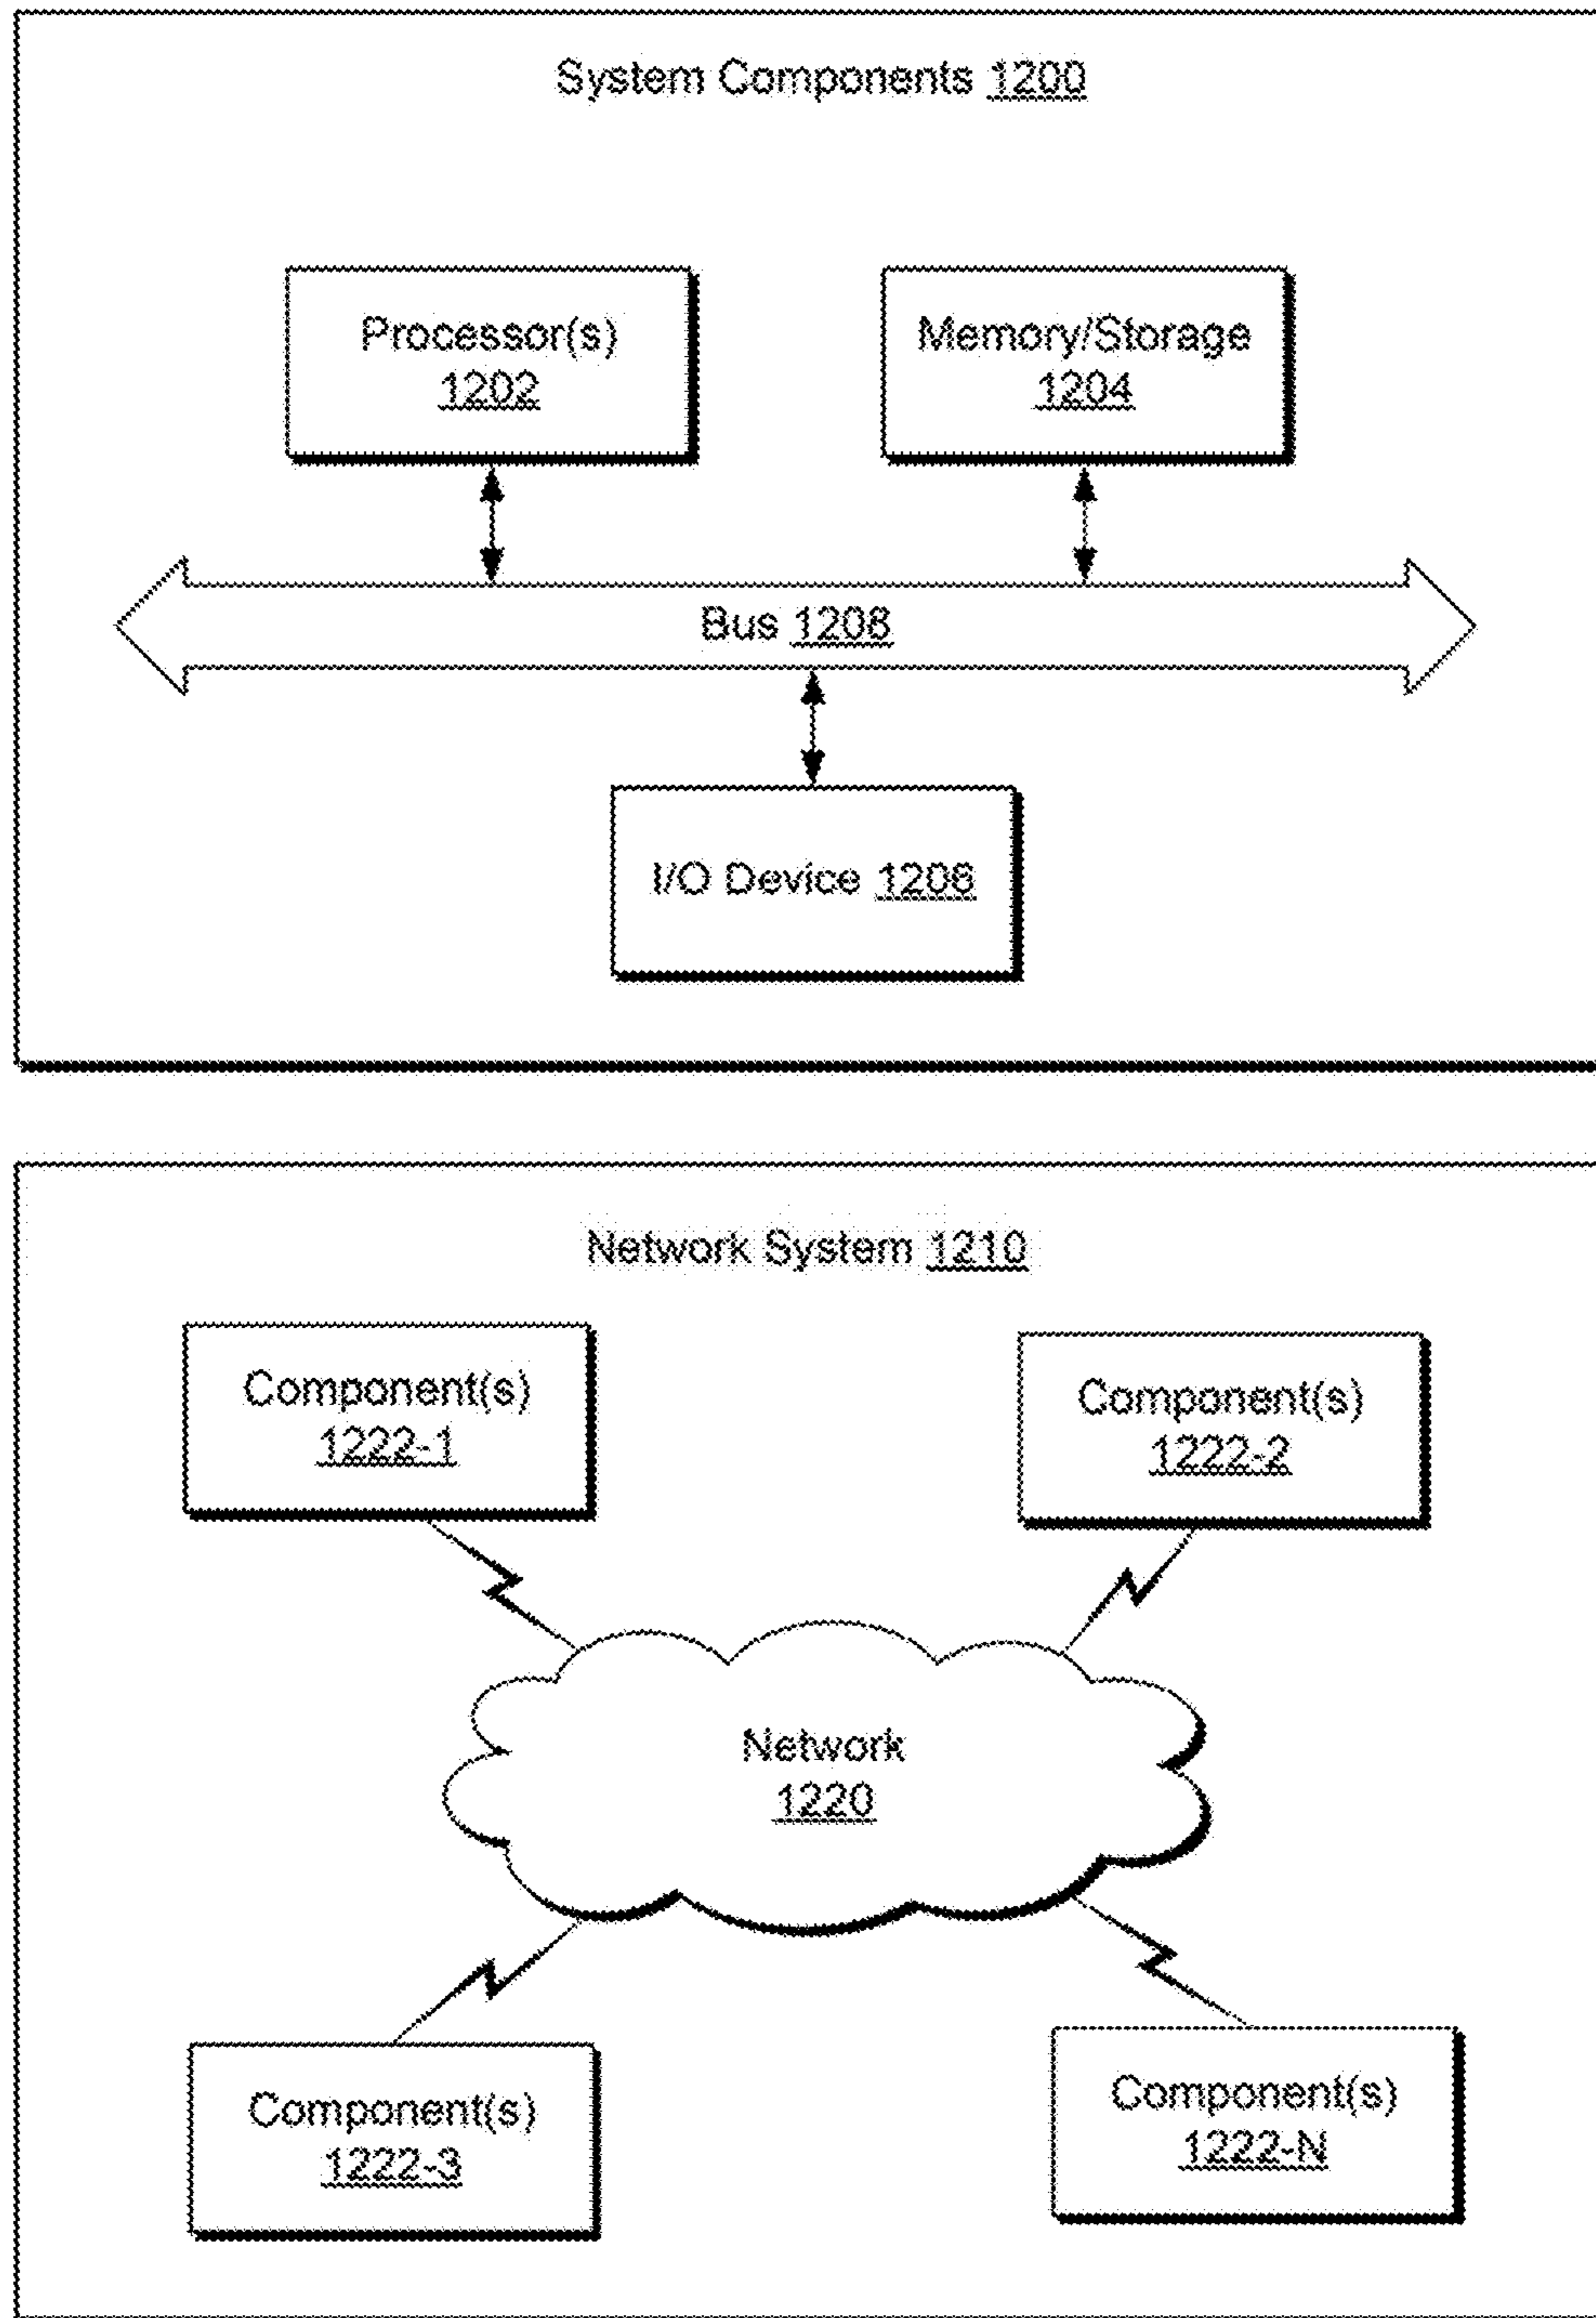 System Components 1200
Processor(s)
1202
Memory/Storage
1204
Bus 1208
I/O Device 1206
Network System 1210
Component(s)
1222-1
Component(s)
1222-2
Network
1220
Component(s)
1222-3
Component(s)
1222-N